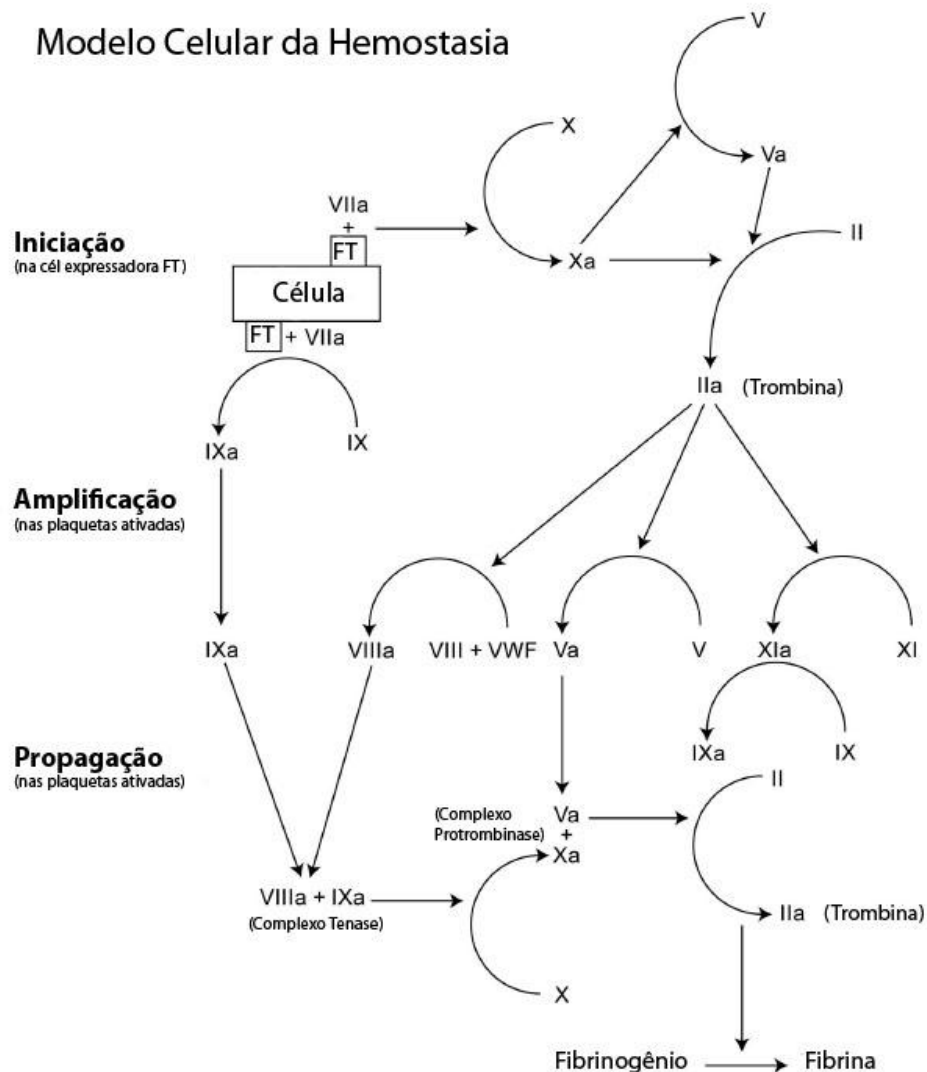 Modelo Celular da Hemostasia
V
X
Va
VIIa
+
FT
Iniciação
(na cél expressadora FT)
Xa
II
Célula
FT + VIIa
IIa (Trombina)
IXa
IX
Amplificação
(nas plaquetas ativadas)
IXa
VIIIa
VIII + VWF
Va
V
XIa
XI
Propagação
(nas plaquetas ativadas)
IXa
IX
II
(Complexo
Protrombinase)
Va
+
Xa
VIIIa + IXa
(Complexo Tenase)
IIa (Trombina)
X
Fibrinogênio
Fibrina